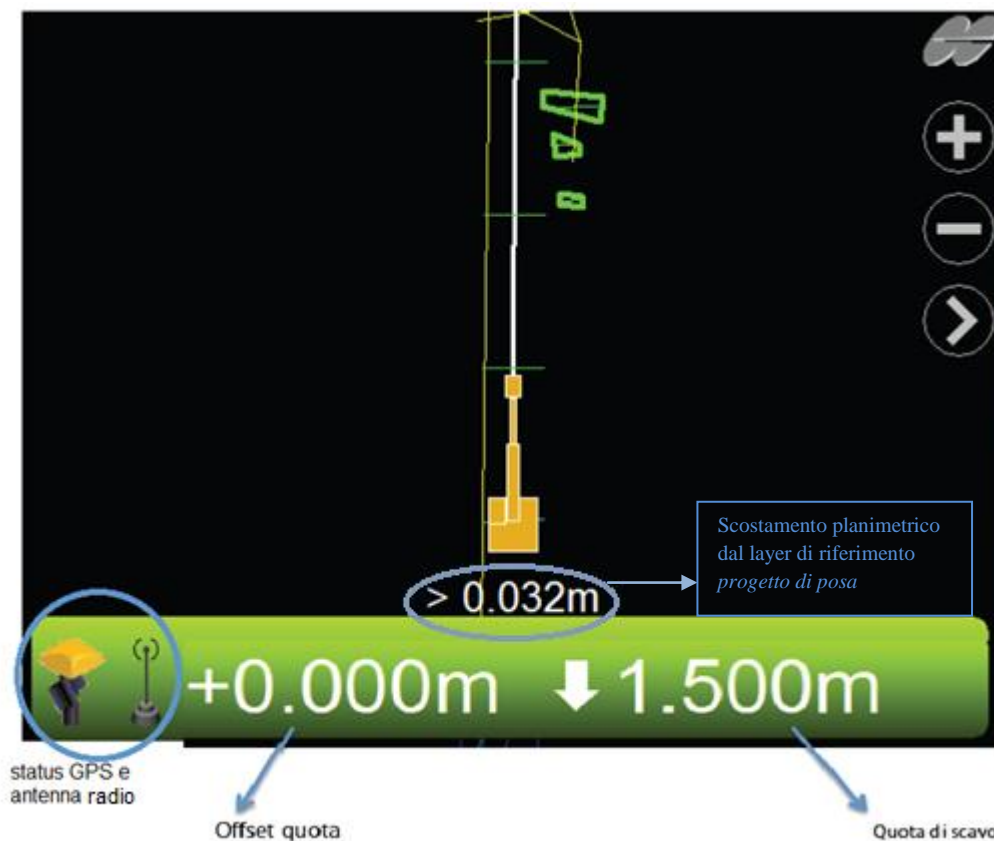 Scostamento planimetrico
dal layer di riferimento
progetto di posa
> 0.032m
+0.000m 1.500m
status GPS e
antenna radio
Offset quota
Quota di scavo